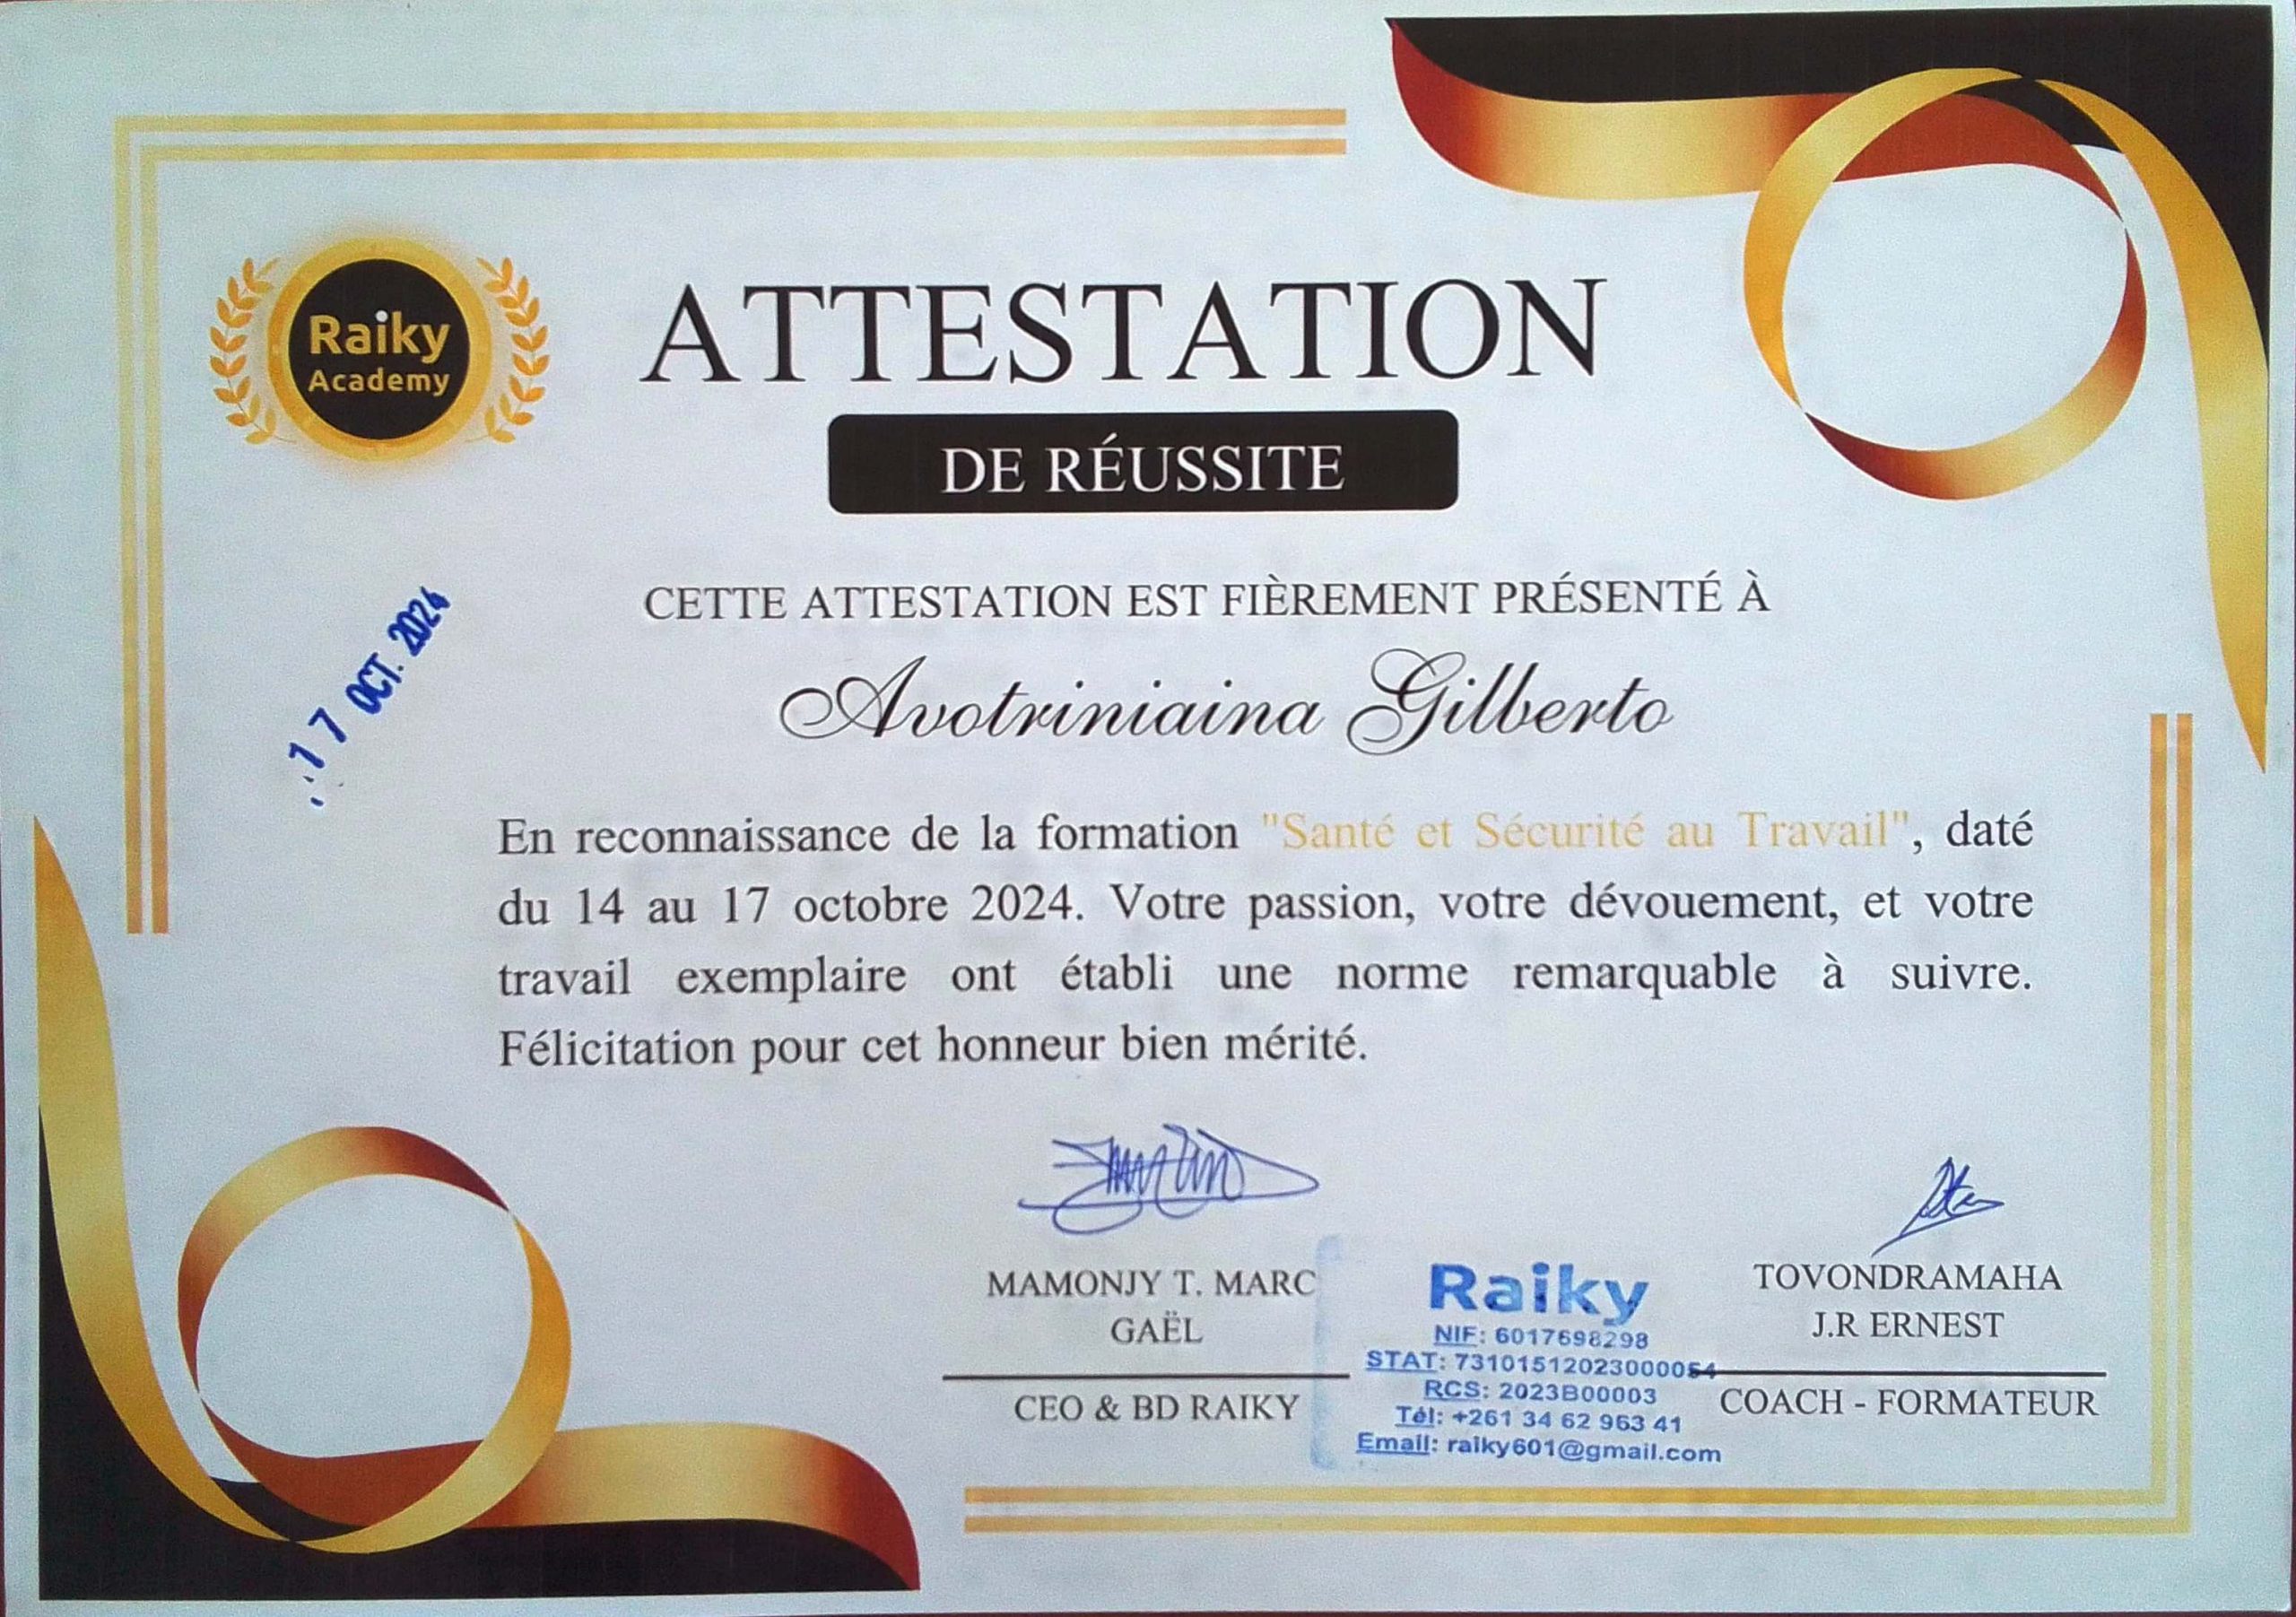 Raiky
Academy
ATTESTATION
DE RÉUSSITE
17 OCT. 2024
CETTE ATTESTATION EST FIÈREMENT PRÉSENTÉ À
Avotriniaina Gilberto
En reconnaissance de la formation "Santé et Sécurité au Travail", daté
du 14 au 17 octobre 2024. Votre passion, votre dévouement, et votre
travail exemplaire ont établi une norme remarquable à suivre.
Félicitation pour cet honneur bien mérité.
MAMONJY T. MARC
GAËL
CEO & BD RAIKY
Raiky
NIF: 6017698298
STAT: 73101512023000054
RCS: 2023B00003
Tél: +261 34 62 963 41
Email: raiky601@gmail.com
TOVONDRAMAHA
J.R ERNEST
COACH - FORMATEUR